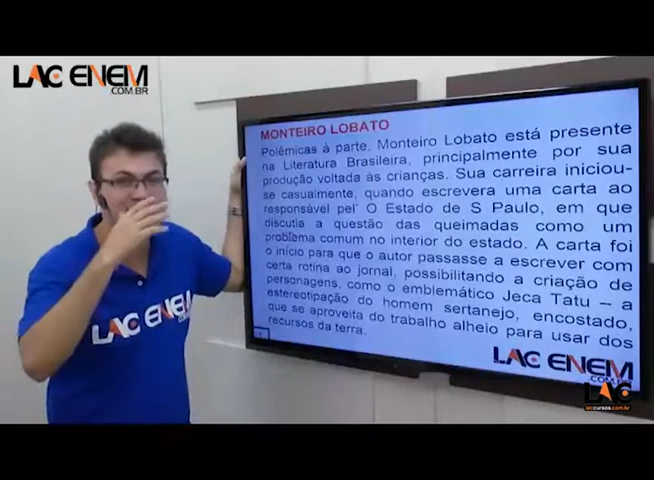 LAC ENEM
.COM.BR
MONTEIRO LOBATO
Polêmicas à parte, Monteiro Lobato está presente
na Literatura Brasileira, principalmente por sua
produção voltada às crianças. Sua carreira iniciou-
se casualmente, quando escrevera uma carta ao
responsável pel' O Estado de S Paulo, em que
discutia a questão das queimadas como um
problema comum no interior do estado. A carta foi
o início para que o autor passasse a escrever com
certa rotina ao jornal, possibilitando a criação de
personagens, como o emblemático Jeca Tatu – a
estereotipação do homem sertanejo, encostado,
que se aproveita do trabalho alheio para usar dos
recursos da terra.
LAC ENEM
LAC ENEM
.COM.BR
LAC
laccursos.com.br